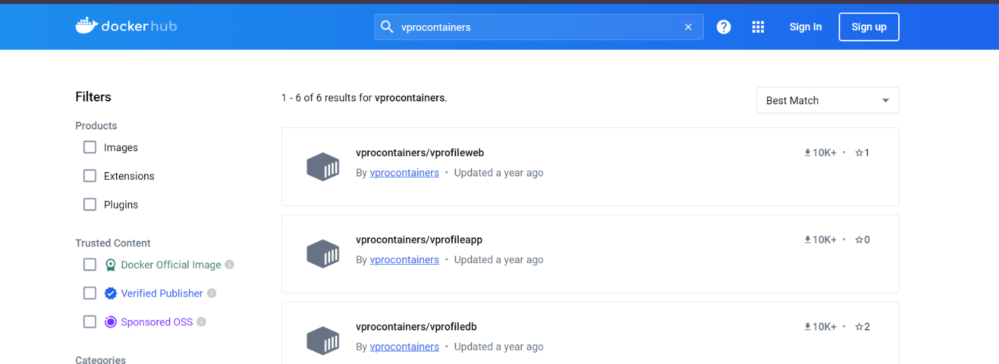 dockerhub
vprocontainers
Sign In
Sign up
Filters
Products
Images
Extensions
Plugins
Trusted Content
Docker Official Image
Verified Publisher
Sponsored OSS
Categories
1 - 6 of 6 results for vprocontainers.
Best Match
vprocontainers/vprofileweb
10K+ • 1
By vprocontainers • Updated a year ago
vprocontainers/vprofileapp
10K+ • 0
By vprocontainers • Updated a year ago
vprocontainers/vprofiledb
10K+ • 2
By vprocontainers • Updated a year ago